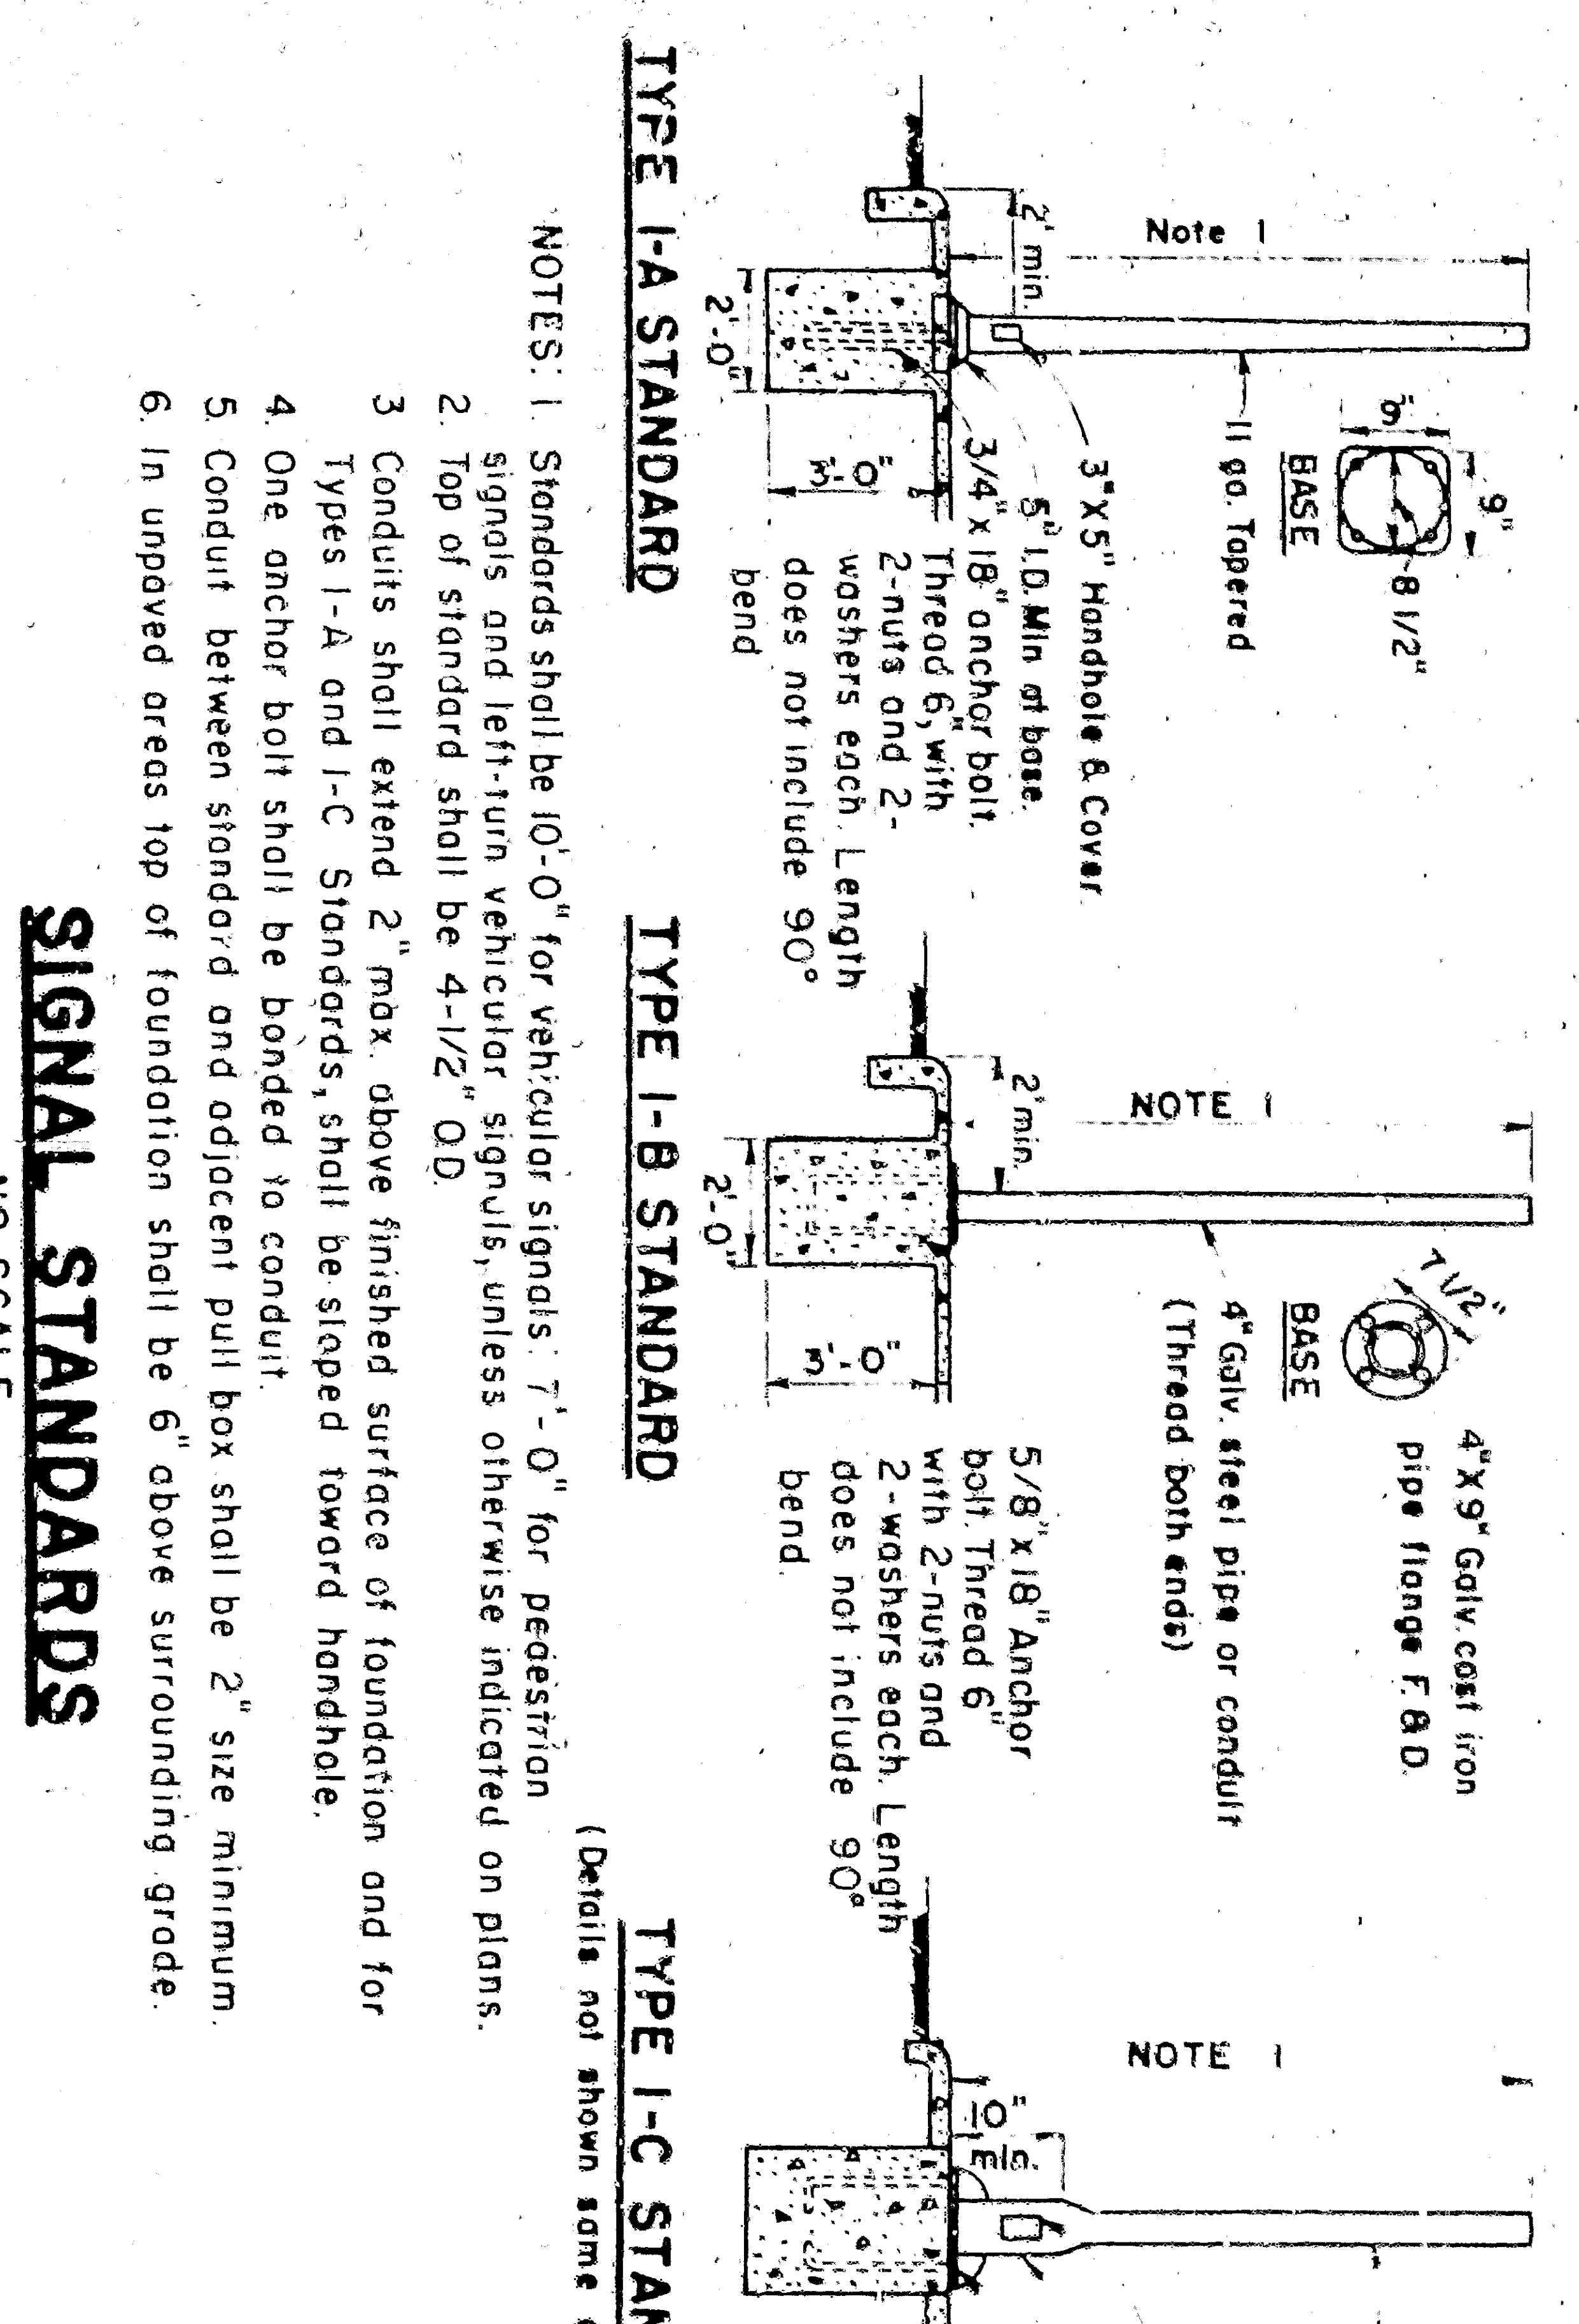 Note 1
2' min.
2'-0"
3'-0"
9"
9"
8 1/2"
BASE
11 ga. Tapered
3"X5" Handhole & Cover
5" I.D. Min at base.
3/4" x 18" anchor bolt.
Thread 6", with
2-nuts and 2-
washers each. Length
does not include 90°
bend
TYPE 1-A STANDARD
NOTE 1
2' min.
2'-0"
3'-0"
7 1/2"
BASE
4"X9" Galv. cast iron
pipe flange F. & D.
4" Galv. steel pipe or conduit
(Thread both ends)
5/8" x 18" Anchor
bolt. Thread 6"
with 2-nuts and
2-washers each. Length
does not include 90°
bend.
TYPE 1-B STANDARD
NOTE 1
10"
min.
TYPE 1-C
(Details not shown same
NOTES: 1. Standards shall be 10'-0" for vehicular signals: 7'-0" for pedestrian
signals and left-turn vehicular signals, unless otherwise indicated on plans.
2. Top of standard shall be 4-1/2" O.D.
3 Conduits shall extend 2" max. above finished surface of foundation and for
Types 1-A and 1-C Standards, shall be sloped toward handhole.
4. One anchor bolt shall be bonded to conduit.
5. Conduit between standard and adjacent pull box shall be 2" size minimum.
6. In unpaved areas top of foundation shall be 6" above surrounding grade.
SIGNAL STANDARDS
NO SCALE